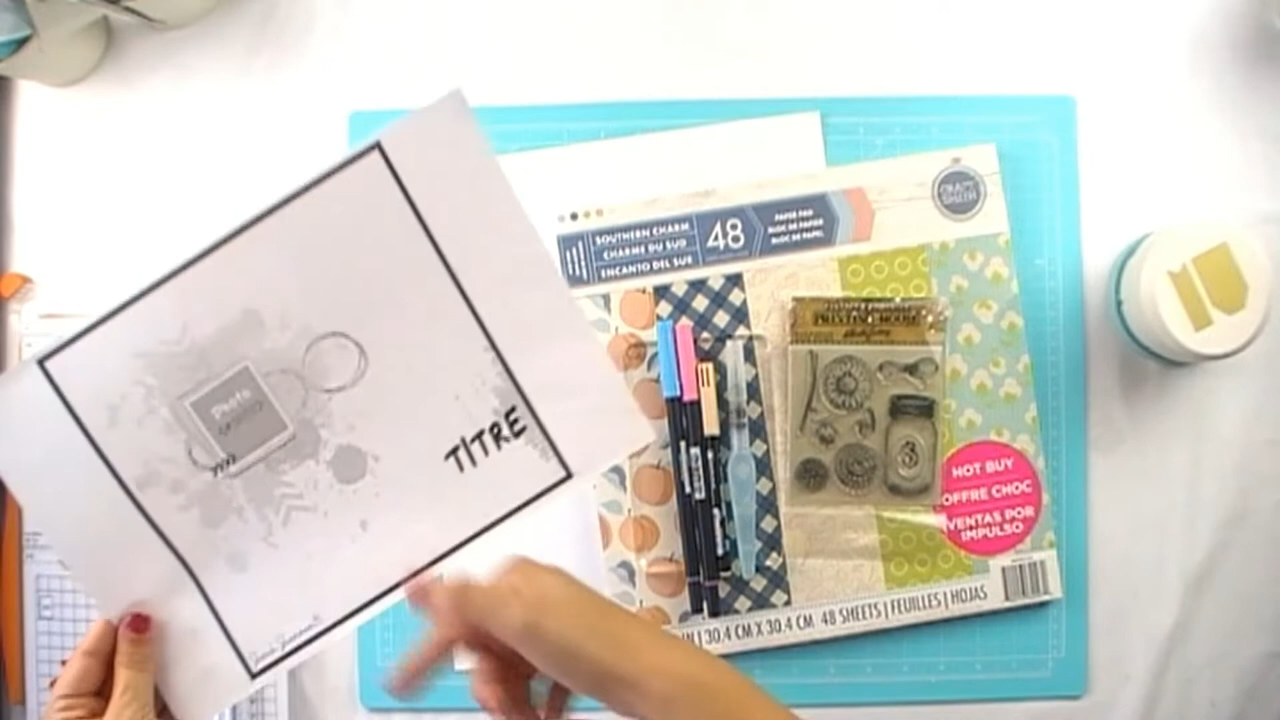 Photo
TITRE
SOUTHERN CHARM
CHARME DU SUD
ENCANTO DEL SUR
48
PAPER PAD
BLOC DE PAPIER
BLOC DE PAPEL
CRAFT
SMITH
HOT BUY
OFFRE CHOC
VENTAS POR
IMPULSO
IN | 30.4 CM X 30.4 CM 48 SHEETS | FEUILLES | HOJAS